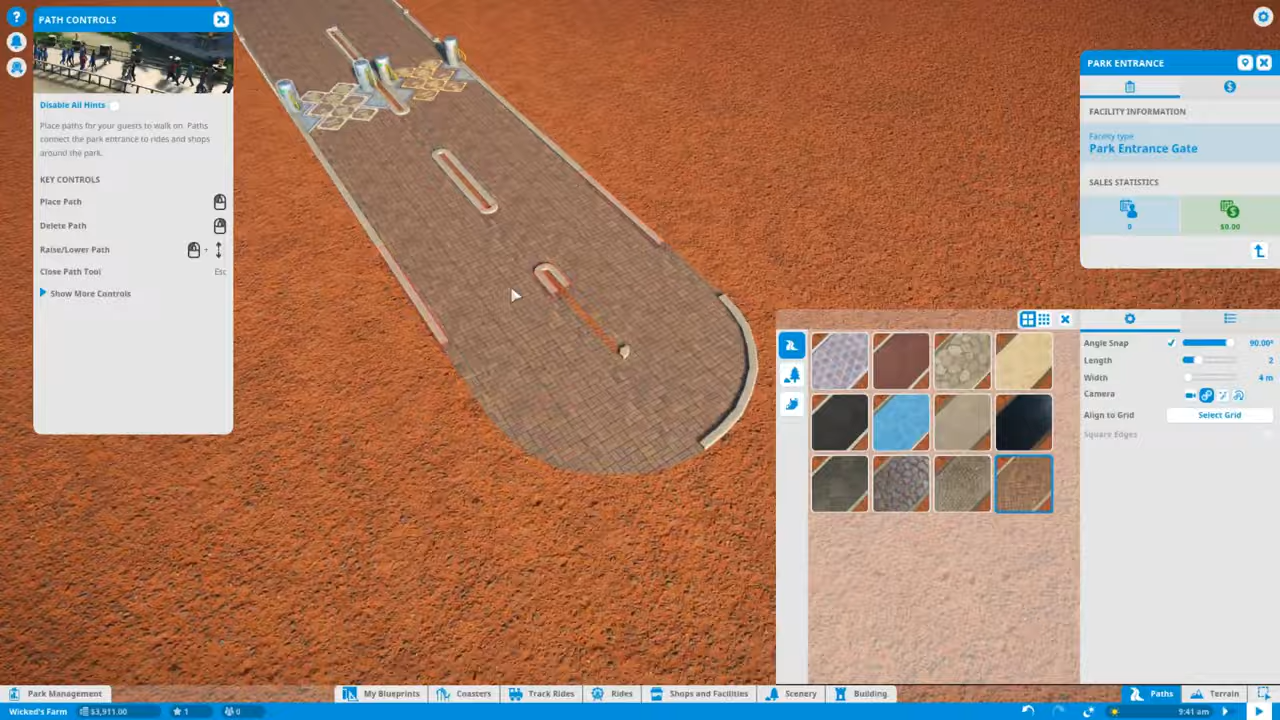 ?
PATH CONTROLS
Disable All Hints
Place paths for your guests to walk on. Paths
connect the park entrance to rides and shops
around the park.
KEY CONTROLS
Place Path
Delete Path
Raise/Lower Path
Close Path Tool Esc
Show More Controls
PARK ENTRANCE
FACILITY INFORMATION
Facility type
Park Entrance Gate
SALES STATISTICS
0 $0.00
Angle Snap 90.00°
Length 2
Width 4 m
Camera
Align to Grid Select Grid
Square Edges
Park Management
My Blueprints
Coasters
Track Rides
Rides
Shops and Facilities
Scenery
Building
Paths
Terrain
Wicked's Farm $3,911.00 1 0 9:41 am